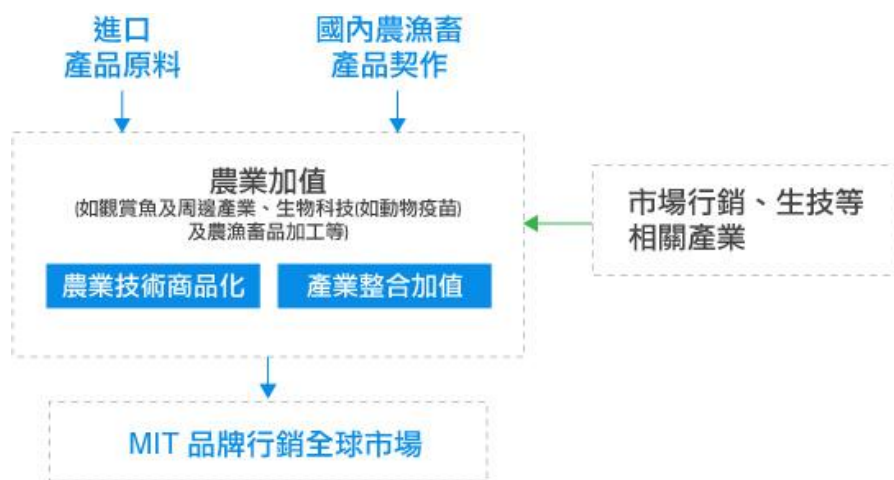 進口
產品原料
國內農漁畜
產品契作
農業加值
(如觀賞魚及周邊產業、生物科技(如動物疫苗)
及農漁畜品加工等)
農業技術商品化
產業整合加值
市場行銷、生技等
相關產業
MIT 品牌行銷全球市場